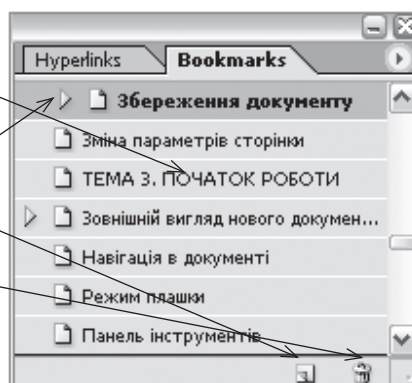 Hyperlinks Bookmarks
Збереження документу
Зміна параметрів сторінки
ТЕМА 3. ПОЧАТОК РОБОТИ
Зовнішній вигляд нового докумен...
Навігація в документі
Режим плашки
Панель інструментів